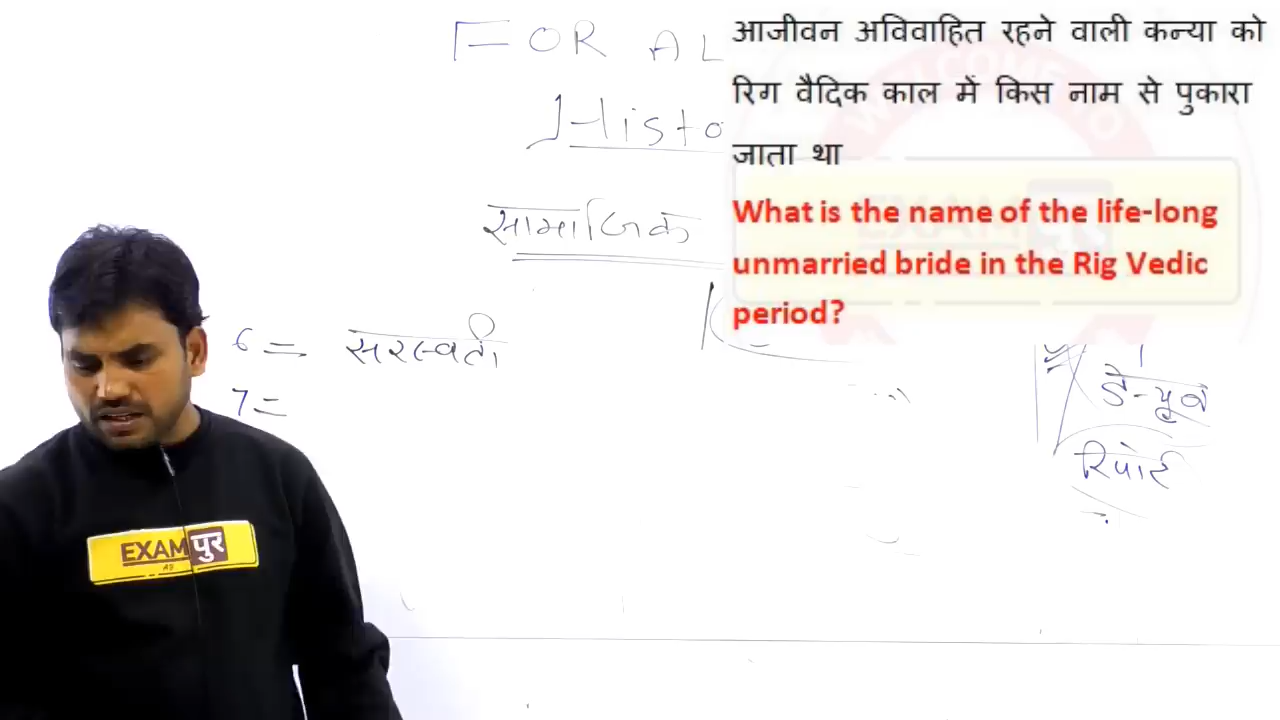 FOR AL
Histo
सामाजिक
आजीवन अविवाहित रहने वाली कन्या को
रिग वैदिक काल में किस नाम से पुकारा
जाता था
What is the name of the life-long
unmarried bride in the Rig Vedic
period?
6 = सरस्वती
7 =
डे-यूव
रिपोर्ट
EXAMपुर